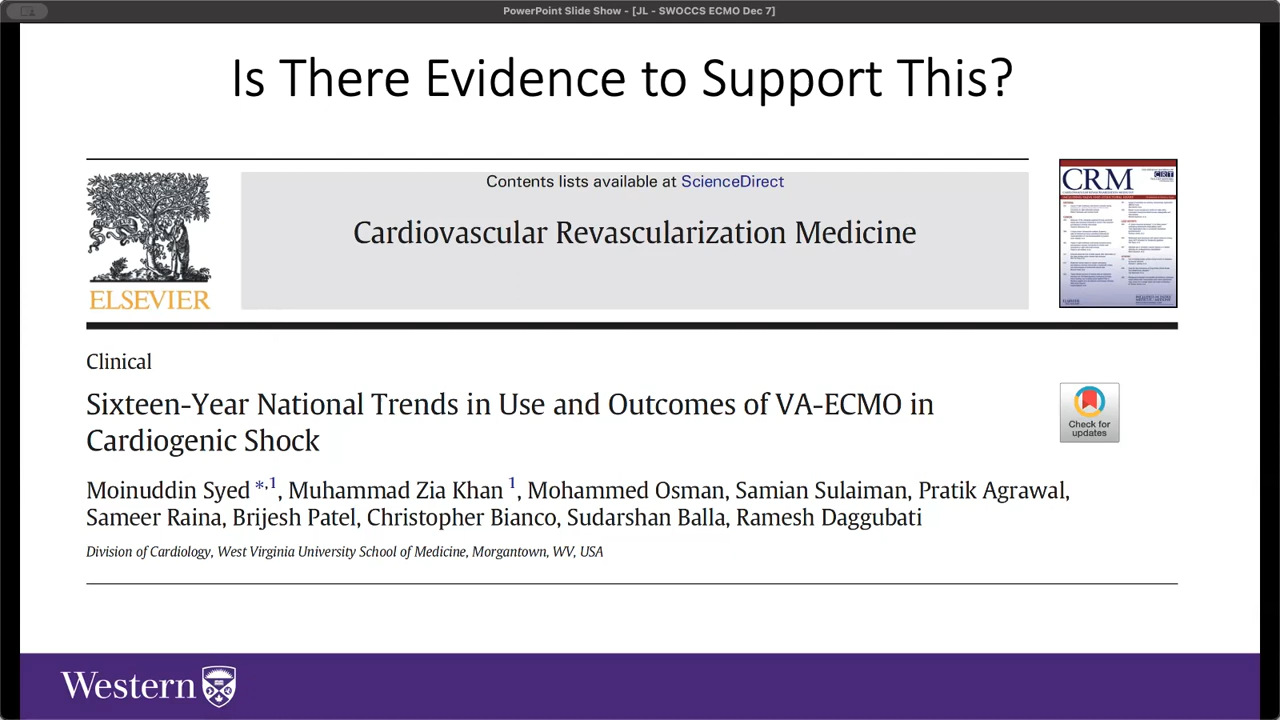 PowerPoint Slide Show - [JL - SWOCCS ECMO Dec 7]
Is There Evidence to Support This?
Contents lists available at ScienceDirect
Cardiovascular Revascularization Medicine
ELSEVIER
CRM
Clinical
Sixteen-Year National Trends in Use and Outcomes of VA-ECMO in
Cardiogenic Shock
Check for
updates
Moinuddin Syed *,1, Muhammad Zia Khan 1, Mohammed Osman, Samian Sulaiman, Pratik Agrawal,
Sameer Raina, Brijesh Patel, Christopher Bianco, Sudarshan Balla, Ramesh Daggubati
Division of Cardiology, West Virginia University School of Medicine, Morgantown, WV, USA
Western